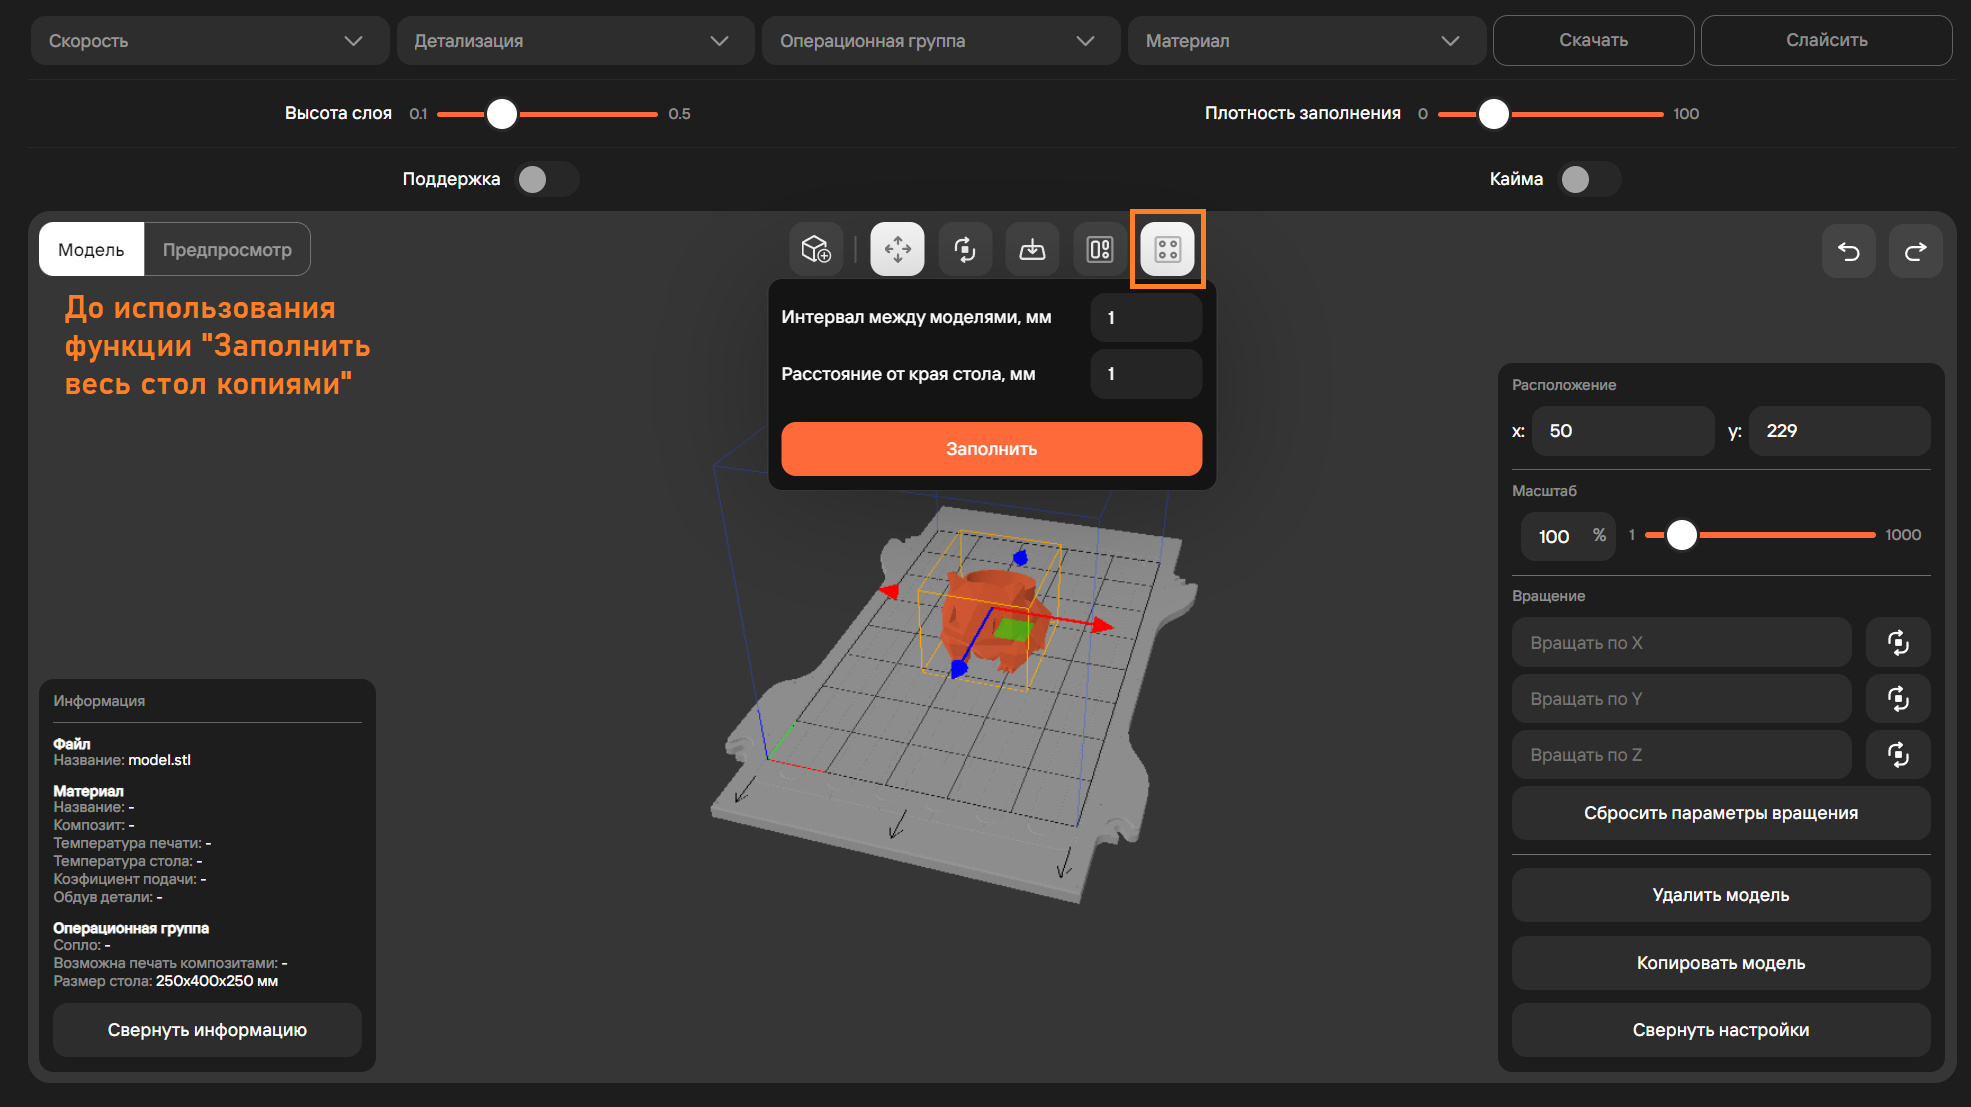 Скорость
Детализация
Операционная группа
Материал
Скачать
Слайсить
Высота слоя 0.1 0.5
Плотность заполнения 0 100
Поддержка
Кайма
Модель
Предпросмотр
До использования
функции "Заполнить
весь стол копиями"
Интервал между моделями, мм 1
Расстояние от края стола, мм 1
Заполнить
Расположение
x: 50 y: 229
Масштаб
100 % 1 1000
Вращение
Вращать по X
Вращать по Y
Вращать по Z
Сбросить параметры вращения
Удалить модель
Копировать модель
Свернуть настройки
Информация
Файл
Название: model.stl
Материал
Название: -
Композит: -
Температура печати: -
Температура стола: -
Коэфициент подачи: -
Обдув детали: -
Операционная группа
Сопло: -
Возможна печать композитами: -
Размер стола: 250x400x250 мм
Свернуть информацию